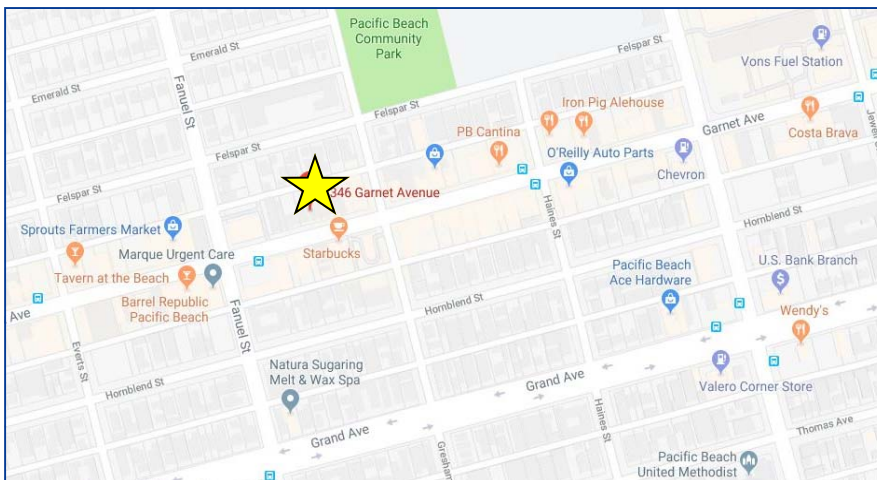 Pacific Beach
Community
Park
Emerald St
Emerald St
Fanuel St
Felspar St
Vons Fuel Station
Felspar St
Iron Pig Alehouse
PB Cantina
Garnet Ave
Costa Brava
Felspar St
O'Reilly Auto Parts
Chevron
346 Garnet Avenue
Felspar St
Sprouts Farmers Market
Haines St
Hornblend St
Marque Urgent Care
Starbucks
Tavern at the Beach
Pacific Beach
Ace Hardware
U.S. Bank Branch
Barrel Republic
Pacific Beach
Ave
Fanuel St
Hornblend St
Wendy's
Everts St
Natura Sugaring
Melt & Wax Spa
Hornblend St
Grand Ave
Valero Corner Store
Haines St
Grand Ave
Thomas Ave
Gresham
Pacific Beach
United Methodist